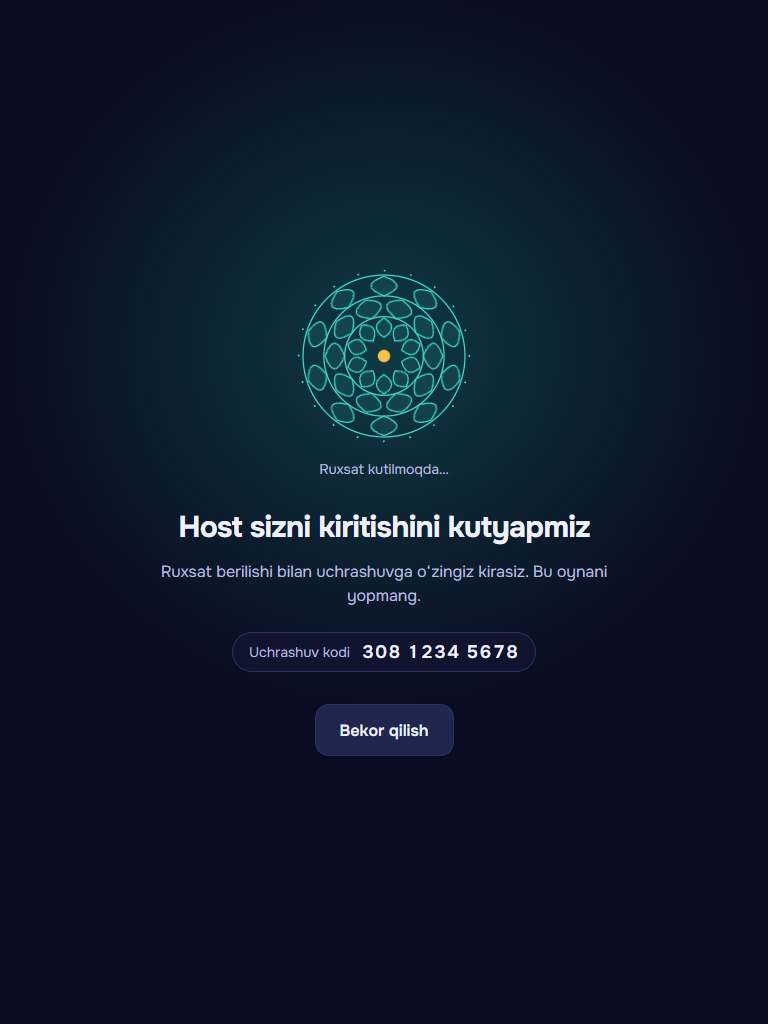 Ruxsat kutilmoqda…
Host sizni kiritishini kutyapmiz
Ruxsat berilishi bilan uchrashuvga oʻzingiz kirasiz. Bu oynani
yopmang.
Uchrashuv kodi 308 1234 5678
Bekor qilish